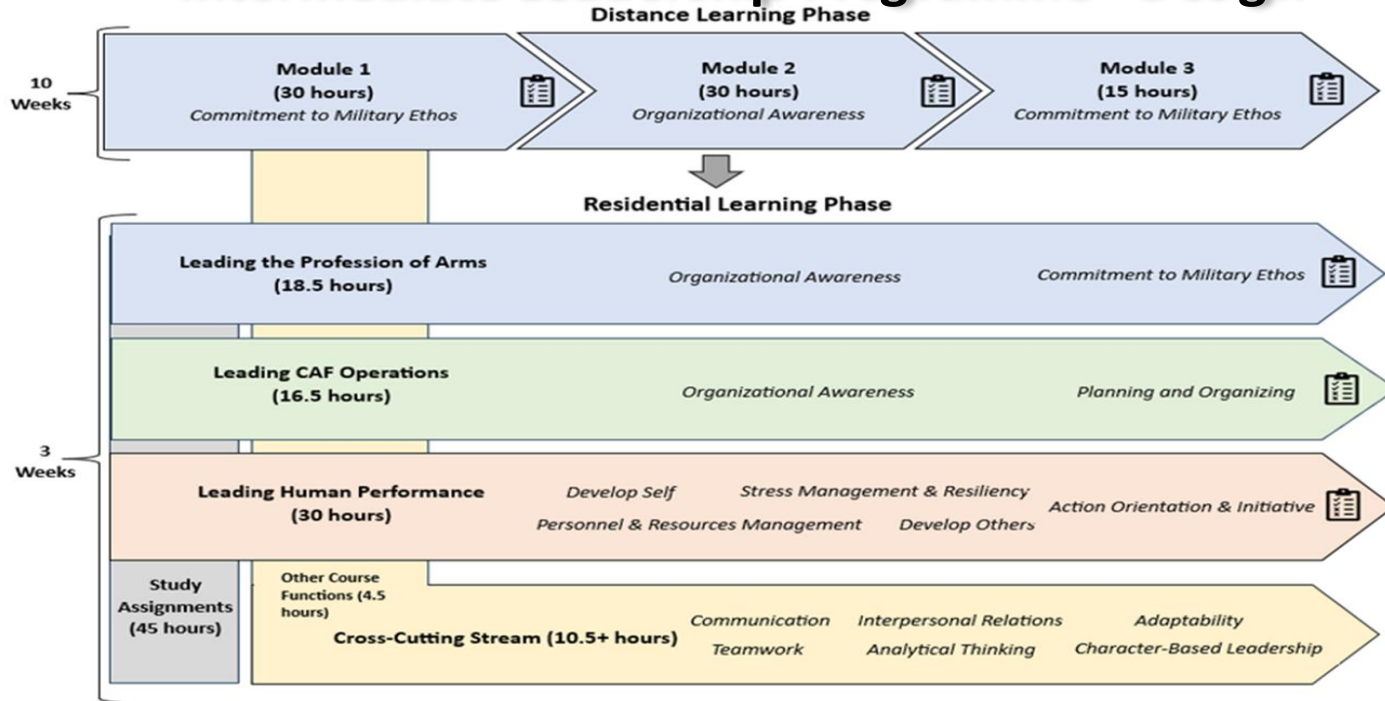 Distance Learning Phase
10
Weeks
Module 1
(30 hours)
Commitment to Military Ethos
Module 2
(30 hours)
Organizational Awareness
Module 3
(15 hours)
Commitment to Military Ethos
Residential Learning Phase
3
Weeks
Leading the Profession of Arms
(18.5 hours)
Organizational Awareness
Commitment to Military Ethos
Leading CAF Operations
(16.5 hours)
Organizational Awareness
Planning and Organizing
Leading Human Performance
(30 hours)
Develop Self
Stress Management & Resiliency
Personnel & Resources Management
Develop Others
Action Orientation & Initiative
Study
Assignments
(45 hours)
Other Course
Functions (4.5
hours)
Cross-Cutting Stream (10.5+ hours)
Communication
Interpersonal Relations
Adaptability
Teamwork
Analytical Thinking
Character-Based Leadership